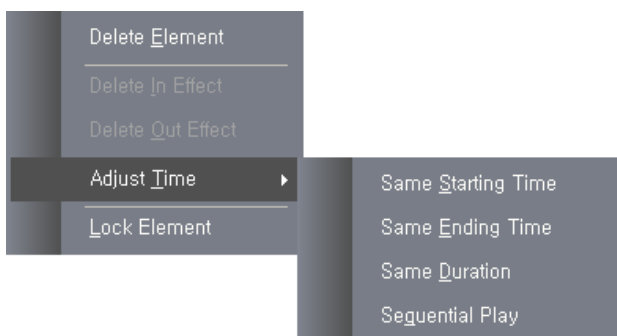 Delete Element
Delete In Effect
Delete Out Effect
Adjust Time
Lock Element
Same Starting Time
Same Ending Time
Same Duration
Sequential Play